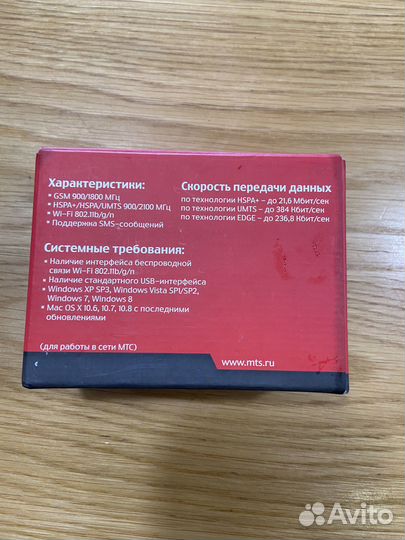 Характеристики:
• GSM 900/1800 МГц
• HSPA+/HSPA/UMTS 900/2100 МГц
• Wi-Fi 802.11b/g/n
• Поддержка SMS-сообщений
Скорость передачи данных
по технологии HSPA+ – до 21,6 Мбит/сек
по технологии UMTS – до 384 Кбит/сек
по технологии EDGE – до 236,8 Кбит/сек
Системные требования:
• Наличие интерфейса беспроводной
связи Wi-Fi 802.11b/g/n
• Наличие стандартного USB-интерфейса
• Windows XP SP3, Windows Vista SP1/SP2,
Windows 7, Windows 8
• Mac OS X 10.6, 10.7, 10.8 с последними
обновлениями
(для работы в сети МТС)
www.mts.ru
Avito